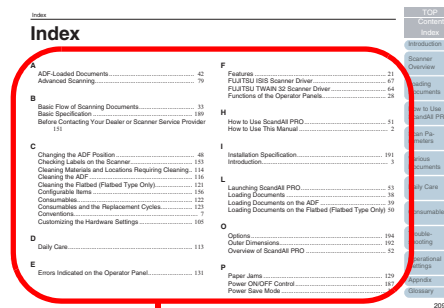 Index
Index
A
ADF-Loaded Documents 42
Advanced Scanning 79
B
Basic Flow of Scanning Documents 33
Basic Specification 189
Before Contacting Your Dealer or Scanner Service Provider
151
C
Changing the ADF Position 48
Checking Labels on the Scanner 153
Cleaning Materials and Locations Requiring Cleaning.. 114
Cleaning the ADF 116
Cleaning the Flatbed (Flatbed Type Only) 121
Configurable Items 156
Consumables 122
Consumables and the Replacement Cycles 123
Conventions 7
Customizing the Hardware Settings 105
D
Daily Care 113
E
Errors Indicated on the Operator Panel 131
F
Features 21
FUJITSU ISIS Scanner Driver 67
FUJITSU TWAIN 32 Scanner Driver 64
Functions of the Operator Panels 28
H
How to Use ScandAll PRO 51
How to Use This Manual 2
I
Installation Specification 191
Introduction 3
L
Launching ScandAll PRO 53
Loading Documents 38
Loading Documents on the ADF 39
Loading Documents on the Flatbed (Flatbed Type Only) 50
O
Options 194
Outer Dimensions 192
Overview of ScandAll PRO 52
P
Paper Jams 129
Power ON/OFF Control 187
Power Save Mode
TOP
Content
Index
Introduction
Scanner
Overview
Loading
Documents
How to Use
ScandAll PR
Scan Pa-
rameters
Various
Documents
Daily Care
Consumable
Trouble-
shooting
Operational
Settings
Appndix
Glossary
209